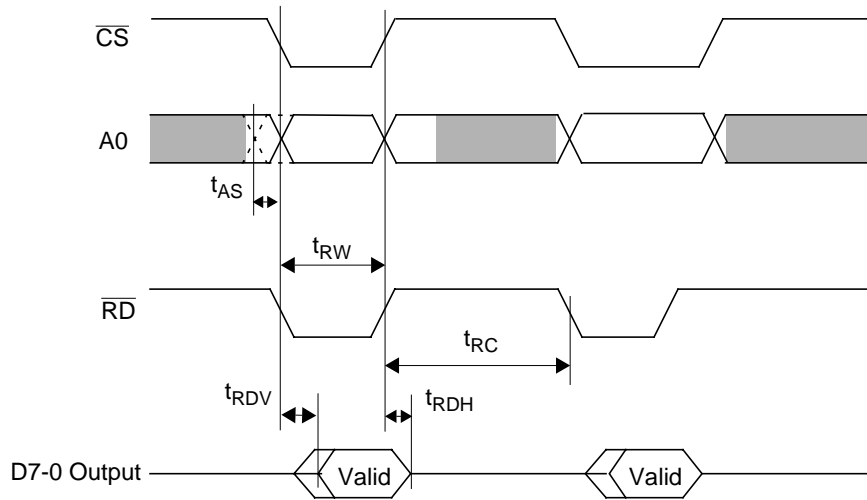 CS
A0
tAS
tRW
RD
tRC
tRDV
tRDH
D7-0 Output
Valid
Valid